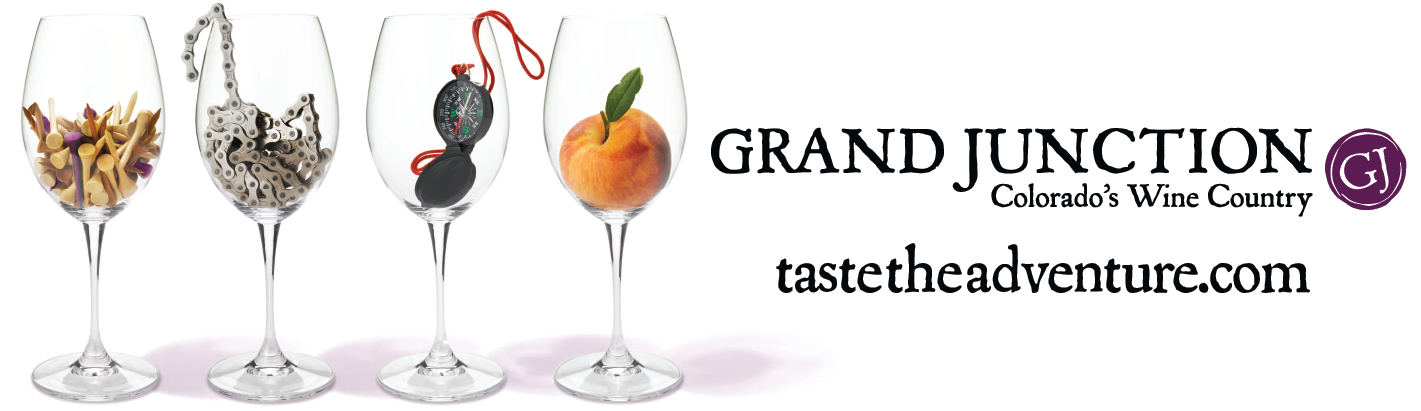 GRAND JUNCTION
GJ
Colorado's Wine Country
tastetheadventure.com